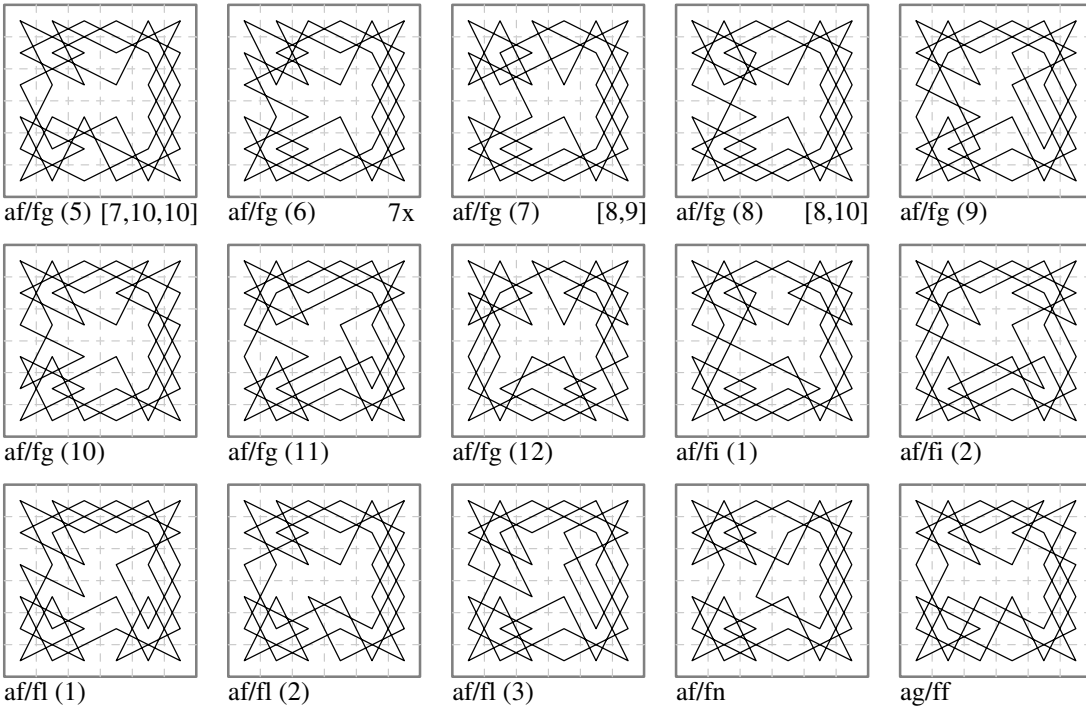 af/fg (5) [7,10,10] af/fg (6) 7x af/fg (7) [8,9] af/fg (8) [8,10] af/fg (9)
af/fg (10) af/fg (11) af/fg (12) af/fi (1) af/fi (2)
af/fl (1) af/fl (2) af/fl (3) af/fn ag/ff